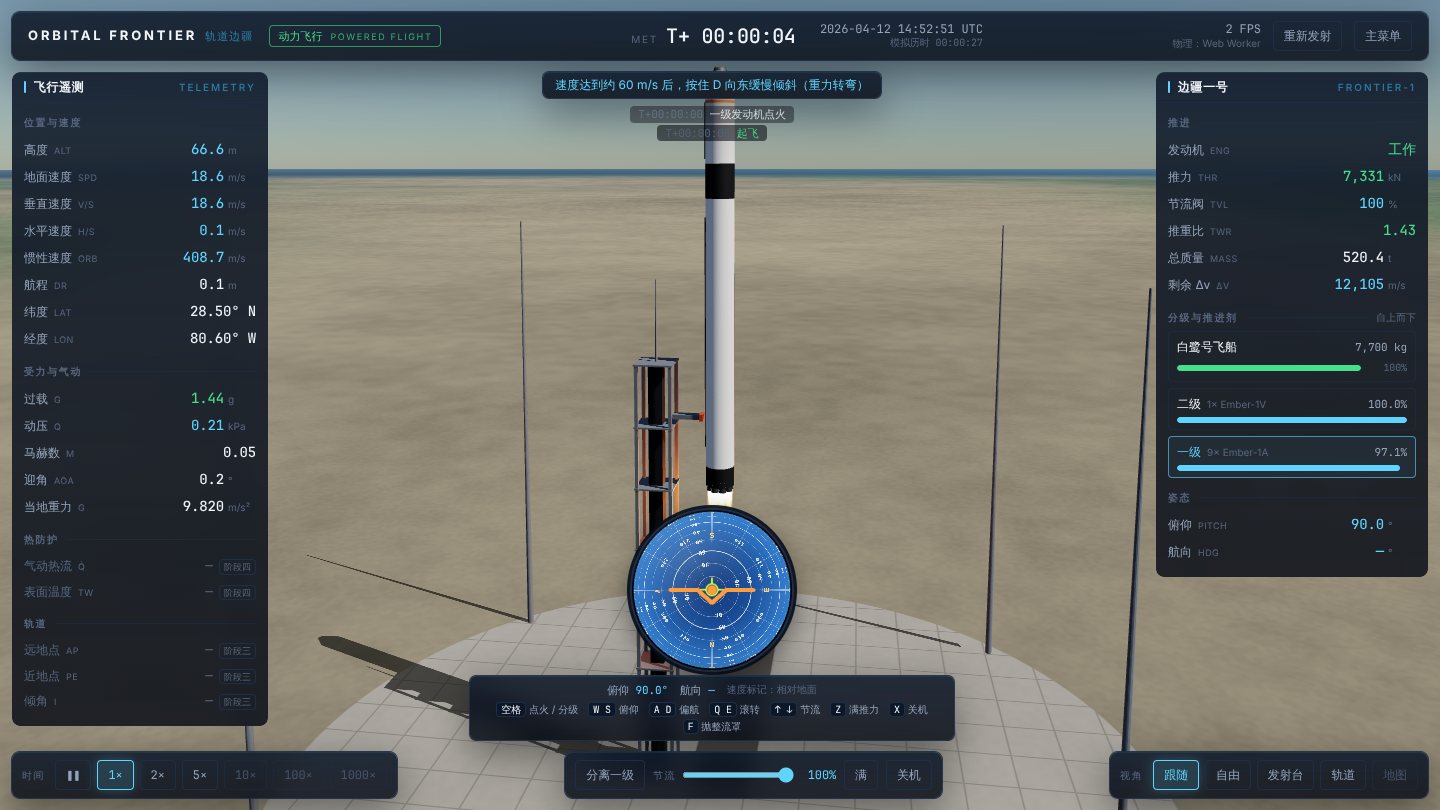 ORBITAL FRONTIER 轨道边疆 动力飞行 POWERED FLIGHT
MET T+ 00:00:04
2026-04-12 14:52:51 UTC
模拟历时 00:00:27
2 FPS
物理：Web Worker
重新发射 主菜单
飞行遥测 TELEMETRY
位置与速度
高度 ALT 66.6 m
地面速度 SPD 18.6 m/s
垂直速度 V/S 18.6 m/s
水平速度 H/S 0.1 m/s
惯性速度 ORB 408.7 m/s
航程 DR 0.1 m
纬度 LAT 28.50° N
经度 LON 80.60° W
受力与气动
过载 G 1.44 g
动压 Q 0.21 kPa
马赫数 M 0.05
迎角 AOA 0.2 °
当地重力 G 9.820 m/s²
热防护
气动热流 Q̇ — 阶段四
表面温度 TW — 阶段四
轨道
远地点 AP — 阶段三
近地点 PE — 阶段三
倾角 I — 阶段三
速度达到约 60 m/s 后，按住 D 向东缓慢倾斜（重力转弯）
T+00:00:00 一级发动机点火
起飞
边疆一号 FRONTIER-1
推进
发动机 ENG 工作
推力 THR 7,331 kN
节流阀 TVL 100 %
推重比 TWR 1.43
总质量 MASS 520.4 t
剩余 Δv ΔV 12,105 m/s
分级与推进剂 自上而下
白鹭号飞船 7,700 kg
100%
二级 1× Ember-1V 100.0%
一级 9× Ember-1A 97.1%
姿态
俯仰 PITCH 90.0 °
航向 HDG — °
俯仰 90.0° 航向 — 速度标记：相对地面
空格 点火 / 分级 W S 俯仰 A D 偏航 Q E 滚转 ↑ ↓ 节流 Z 满推力 X 关机
F 抛整流罩
时间 1× 2× 5× 10× 100× 1000×
分离一级 节流 100% 满 关机
视角 跟随 自由 发射台 轨道 地图